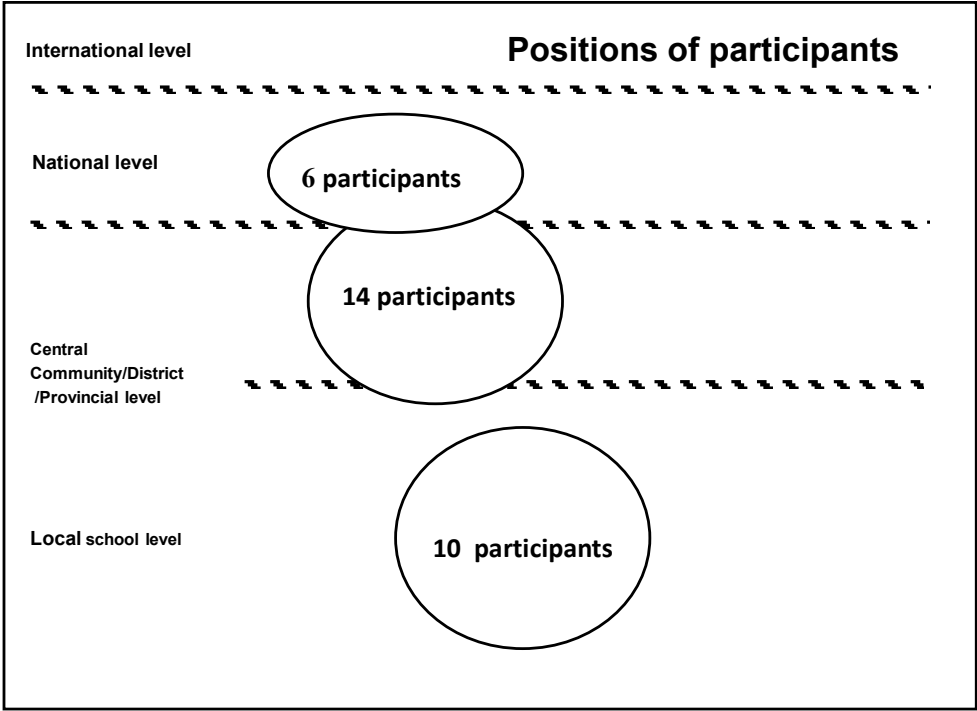 International level
Positions of participants
National level
6 participants
14 participants
Central
Community/District
/Provincial level
Local school level
10 participants